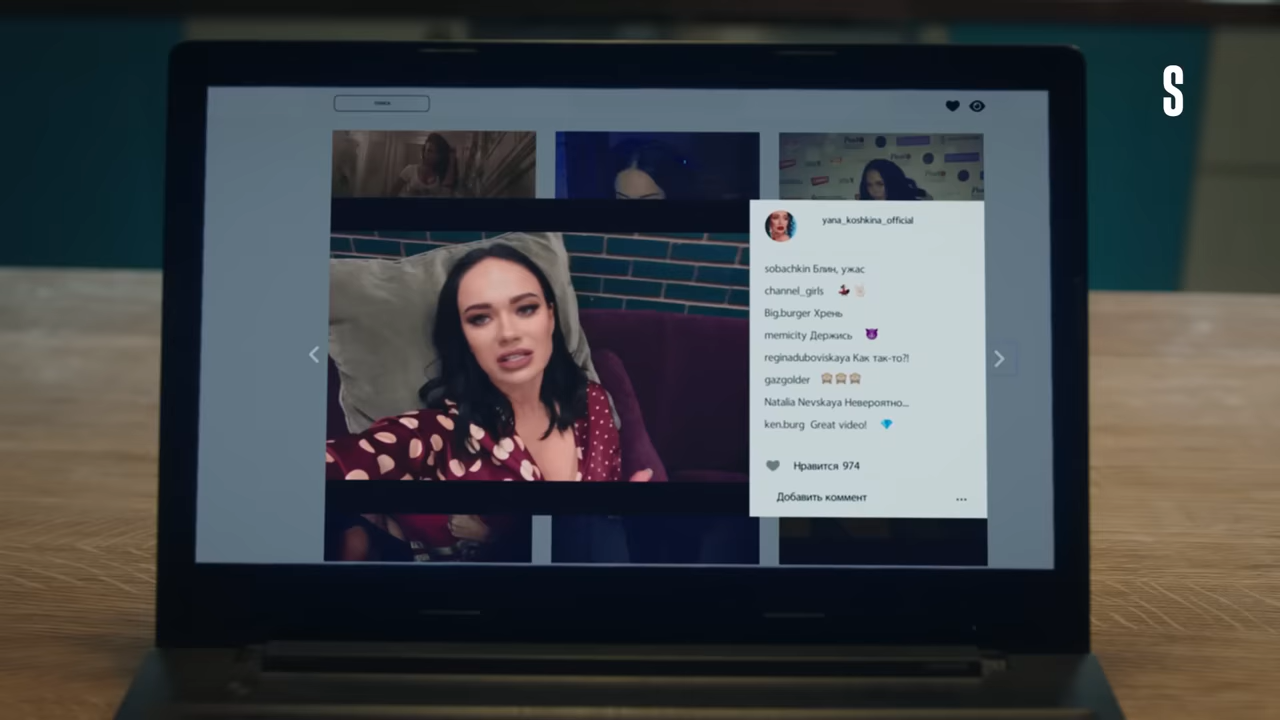 S
поиск
yana_koshkina_official
sobachkin Блин, ужас
channel_girls
Big.burger Хрень
memcity Держись
reginaduboviskaya Как так-то?!
gazgolder
Natalia Nevskaya Невероятно...
ken.burg Great video!
Нравится 974
Добавить коммент
...